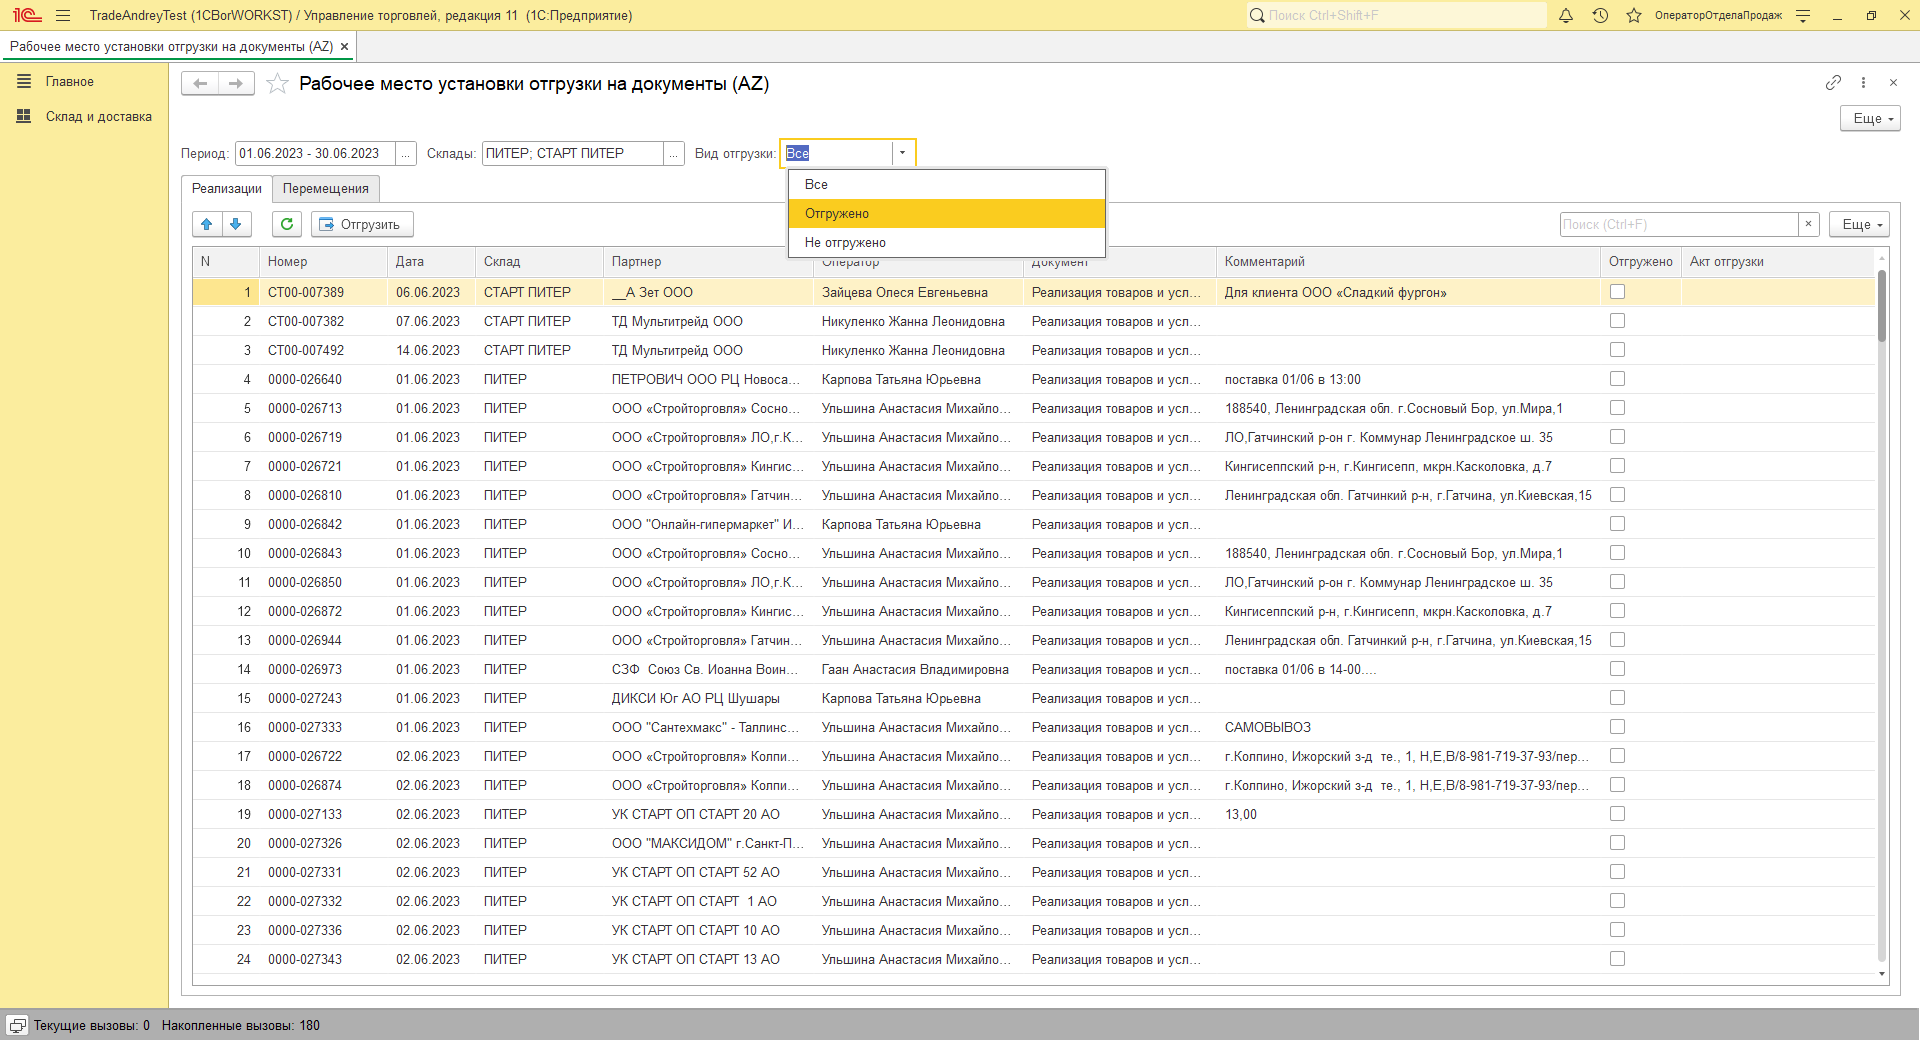 1С TradeAndreyTest (1CBorWORKST) / Управление торговлей, редакция 11 (1С:Предприятие) Поиск Ctrl+Shift+F ОператорОтделаПродаж
Рабочее место установки отгрузки на документы (AZ) ×
Главное
Склад и доставка
Рабочее место установки отгрузки на документы (AZ)
Еще
Период: 01.06.2023 - 30.06.2023 ... Склады: ПИТЕР; СТАРТ ПИТЕР ... Вид отгрузки: Все
Все
Отгружено
Не отгружено
Реализации Перемещения
Отгрузить Поиск (Ctrl+F) × Еще
N Номер Дата Склад Партнер Оператор Документ Комментарий Отгружено Акт отгрузки
1 СТ00-007389 06.06.2023 СТАРТ ПИТЕР __А Зет ООО Зайцева Олеся Евгеньевна Реализация товаров и усл... Для клиента ООО «Сладкий фургон»
2 СТ00-007382 07.06.2023 СТАРТ ПИТЕР ТД Мультитрейд ООО Никуленко Жанна Леонидовна Реализация товаров и усл...
3 СТ00-007492 14.06.2023 СТАРТ ПИТЕР ТД Мультитрейд ООО Никуленко Жанна Леонидовна Реализация товаров и усл...
4 0000-026640 01.06.2023 ПИТЕР ПЕТРОВИЧ ООО РЦ Новоса... Карпова Татьяна Юрьевна Реализация товаров и усл... поставка 01/06 в 13:00
5 0000-026713 01.06.2023 ПИТЕР ООО «Стройторговля» Сосно... Ульшина Анастасия Михайло... Реализация товаров и усл... 188540, Ленинградская обл. г.Сосновый Бор, ул.Мира,1
6 0000-026719 01.06.2023 ПИТЕР ООО «Стройторговля» ЛО,г.К... Ульшина Анастасия Михайло... Реализация товаров и усл... ЛО,Гатчинский р-он г. Коммунар Ленинградское ш. 35
7 0000-026721 01.06.2023 ПИТЕР ООО «Стройторговля» Кингис... Ульшина Анастасия Михайло... Реализация товаров и усл... Кингисеппский р-н, г.Кингисепп, мкрн.Касколовка, д.7
8 0000-026810 01.06.2023 ПИТЕР ООО «Стройторговля» Гатчин... Ульшина Анастасия Михайло... Реализация товаров и усл... Ленинградская обл. Гатчинкий р-н, г.Гатчина, ул.Киевская,15
9 0000-026842 01.06.2023 ПИТЕР ООО "Онлайн-гипермаркет" И... Карпова Татьяна Юрьевна Реализация товаров и усл...
10 0000-026843 01.06.2023 ПИТЕР ООО «Стройторговля» Сосно... Ульшина Анастасия Михайло... Реализация товаров и усл... 188540, Ленинградская обл. г.Сосновый Бор, ул.Мира,1
11 0000-026850 01.06.2023 ПИТЕР ООО «Стройторговля» ЛО,г.К... Ульшина Анастасия Михайло... Реализация товаров и усл... ЛО,Гатчинский р-он г. Коммунар Ленинградское ш. 35
12 0000-026872 01.06.2023 ПИТЕР ООО «Стройторговля» Кингис... Ульшина Анастасия Михайло... Реализация товаров и усл... Кингисеппский р-н, г.Кингисепп, мкрн.Касколовка, д.7
13 0000-026944 01.06.2023 ПИТЕР ООО «Стройторговля» Гатчин... Ульшина Анастасия Михайло... Реализация товаров и усл... Ленинградская обл. Гатчинкий р-н, г.Гатчина, ул.Киевская,15
14 0000-026973 01.06.2023 ПИТЕР СЗФ Союз Св. Иоанна Воин... Гаан Анастасия Владимировна Реализация товаров и усл... поставка 01/06 в 14-00....
15 0000-027243 01.06.2023 ПИТЕР ДИКСИ Юг АО РЦ Шушары Карпова Татьяна Юрьевна Реализация товаров и усл...
16 0000-027333 01.06.2023 ПИТЕР ООО "Сантехмакс" - Таллинс... Ульшина Анастасия Михайло... Реализация товаров и усл... САМОВЫВОЗ
17 0000-026722 02.06.2023 ПИТЕР ООО «Стройторговля» Колпи... Ульшина Анастасия Михайло... Реализация товаров и усл... г.Колпино, Ижорский з-д те., 1, Н,Е,В/8-981-719-37-93/пер...
18 0000-026874 02.06.2023 ПИТЕР ООО «Стройторговля» Колпи... Ульшина Анастасия Михайло... Реализация товаров и усл... г.Колпино, Ижорский з-д те., 1, Н,Е,В/8-981-719-37-93/пер...
19 0000-027133 02.06.2023 ПИТЕР УК СТАРТ ОП СТАРТ 20 АО Ульшина Анастасия Михайло... Реализация товаров и усл... 13,00
20 0000-027326 02.06.2023 ПИТЕР ООО "МАКСИДОМ" г.Санкт-П... Ульшина Анастасия Михайло... Реализация товаров и усл...
21 0000-027331 02.06.2023 ПИТЕР УК СТАРТ ОП СТАРТ 52 АО Ульшина Анастасия Михайло... Реализация товаров и усл...
22 0000-027332 02.06.2023 ПИТЕР УК СТАРТ ОП СТАРТ 1 АО Ульшина Анастасия Михайло... Реализация товаров и усл...
23 0000-027336 02.06.2023 ПИТЕР УК СТАРТ ОП СТАРТ 10 АО Ульшина Анастасия Михайло... Реализация товаров и усл...
24 0000-027343 02.06.2023 ПИТЕР УК СТАРТ ОП СТАРТ 13 АО Ульшина Анастасия Михайло... Реализация товаров и усл...
Текущие вызовы: 0 Накопленные вызовы: 180